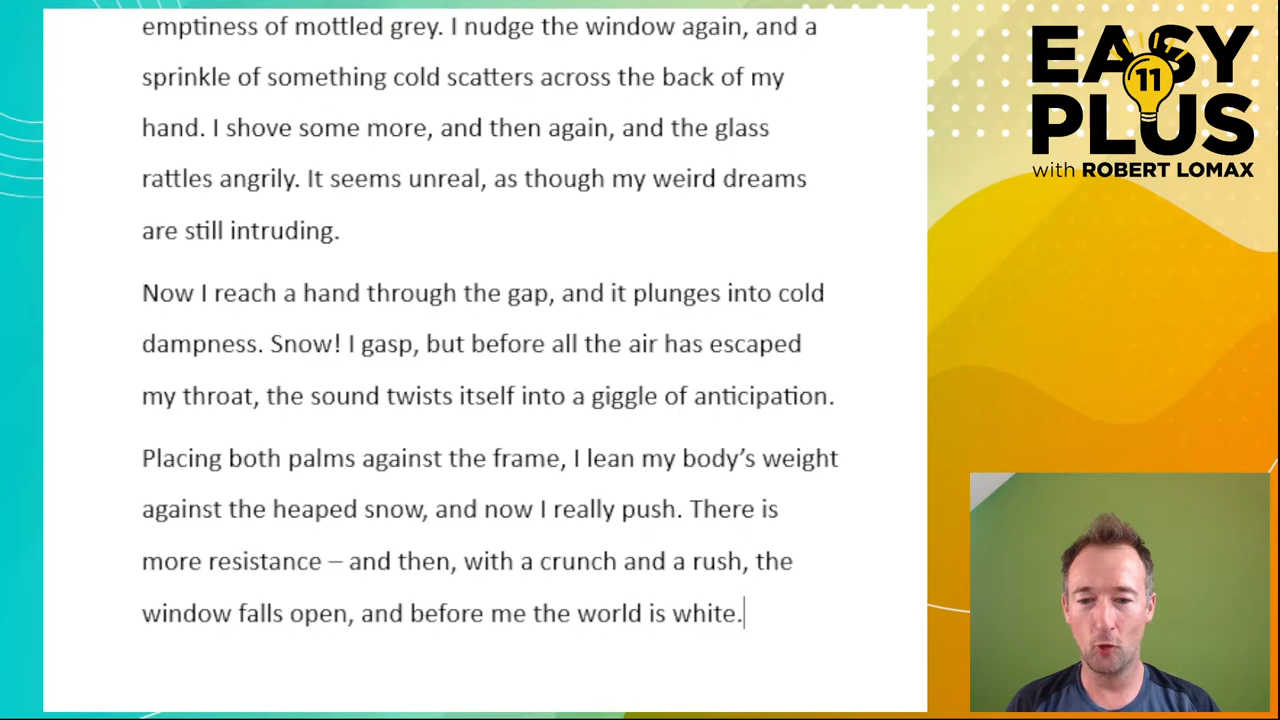 emptiness of mottled grey. I nudge the window again, and a
sprinkle of something cold scatters across the back of my
hand. I shove some more, and then again, and the glass
rattles angrily. It seems unreal, as though my weird dreams
are still intruding.
Now I reach a hand through the gap, and it plunges into cold
dampness. Snow! I gasp, but before all the air has escaped
my throat, the sound twists itself into a giggle of anticipation.
Placing both palms against the frame, I lean my body’s weight
against the heaped snow, and now I really push. There is
more resistance – and then, with a crunch and a rush, the
window falls open, and before me the world is white.
EASY
11
PLUS
with ROBERT LOMAX